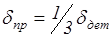 δпр = 1/3 δдет